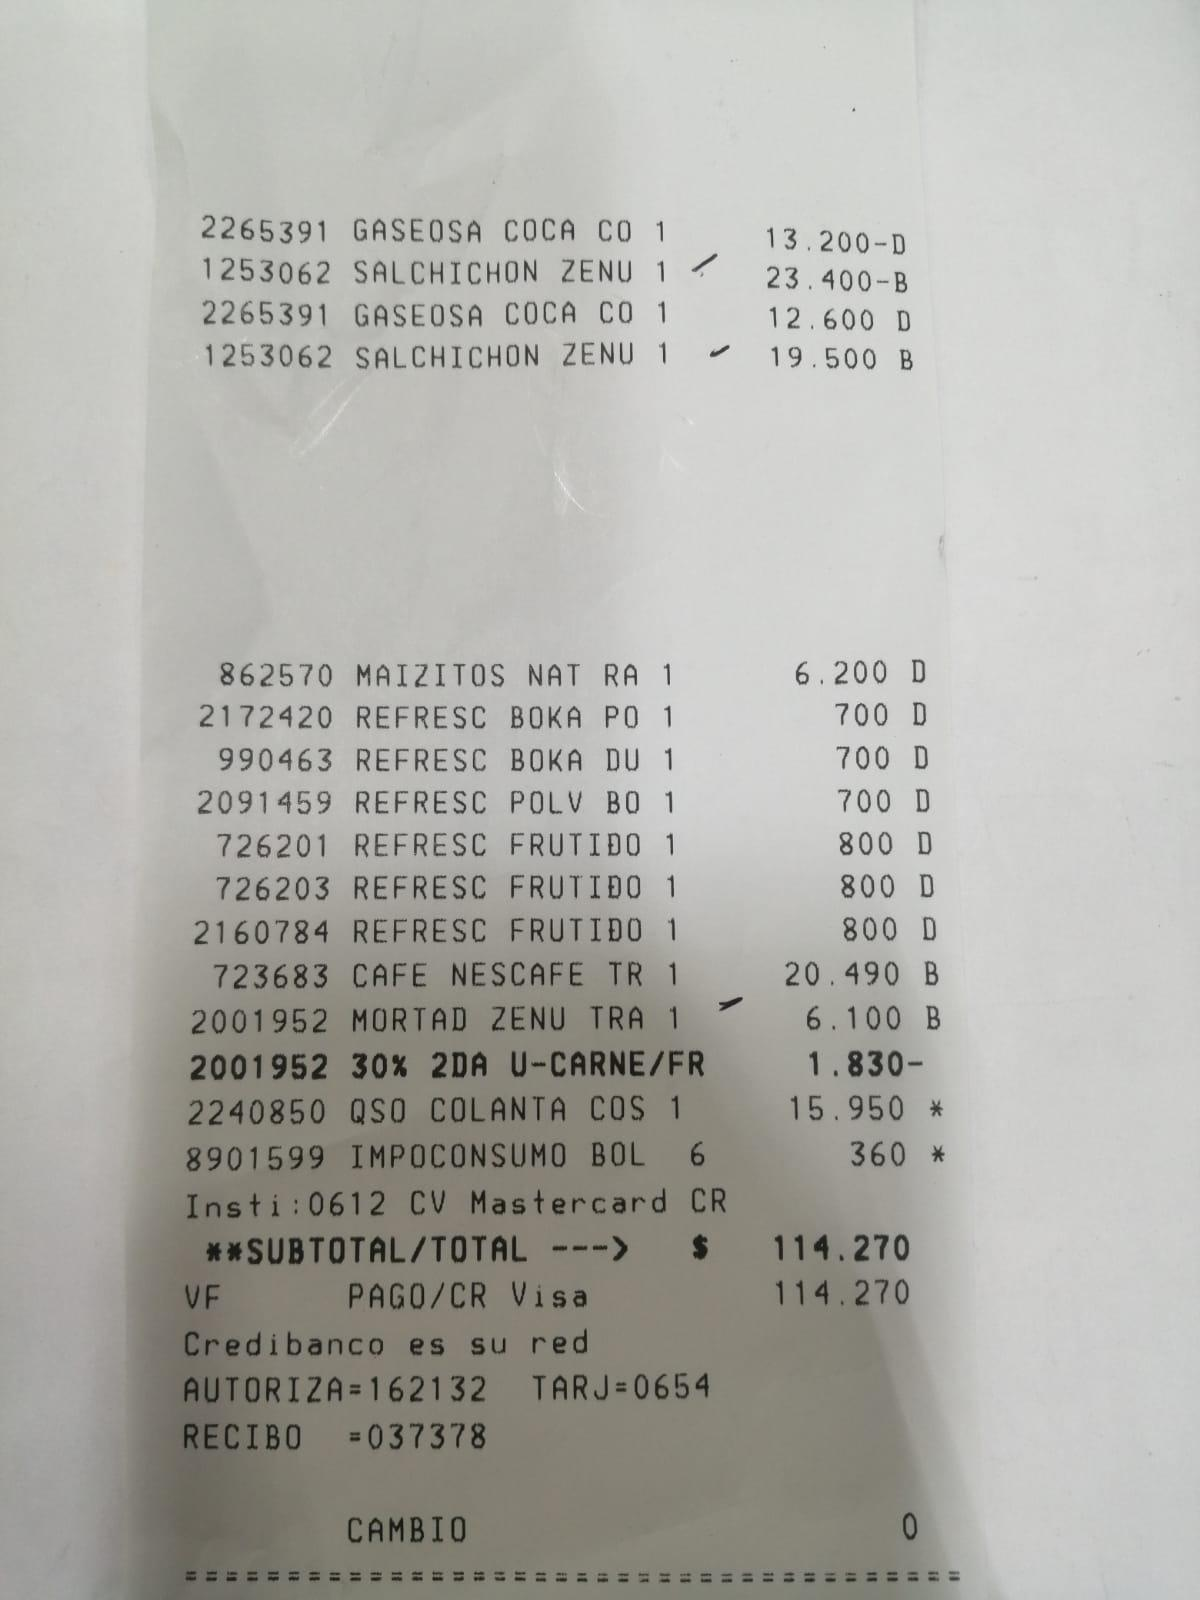 2265391 GASEOSA COCA CO 1 13.200-D
1253062 SALCHICHON ZENU 1 23.400-B
2265391 GASEOSA COCA CO 1 12.600 D
1253062 SALCHICHON ZENU 1 19.500 B
862570 MAIZITOS NAT RA 1 6.200 D
2172420 REFRESC BOKA PO 1 700 D
990463 REFRESC BOKA DU 1 700 D
2091459 REFRESC POLV BO 1 700 D
726201 REFRESC FRUTIÐO 1 800 D
726203 REFRESC FRUTIÐO 1 800 D
2160784 REFRESC FRUTIÐO 1 800 D
723683 CAFE NESCAFE TR 1 20.490 B
2001952 MORTAD ZENU TRA 1 6.100 B
2001952 30% 2DA U-CARNE/FR 1.830-
2240850 QSO COLANTA COS 1 15.950 *
8901599 IMPOCONSUMO BOL 6 360 *
Insti:0612 CV Mastercard CR
**SUBTOTAL/TOTAL ---> $ 114.270
VF PAGO/CR Visa 114.270
Credibanco es su red
AUTORIZA=162132 TARJ=0654
RECIBO =037378
CAMBIO 0
======================================